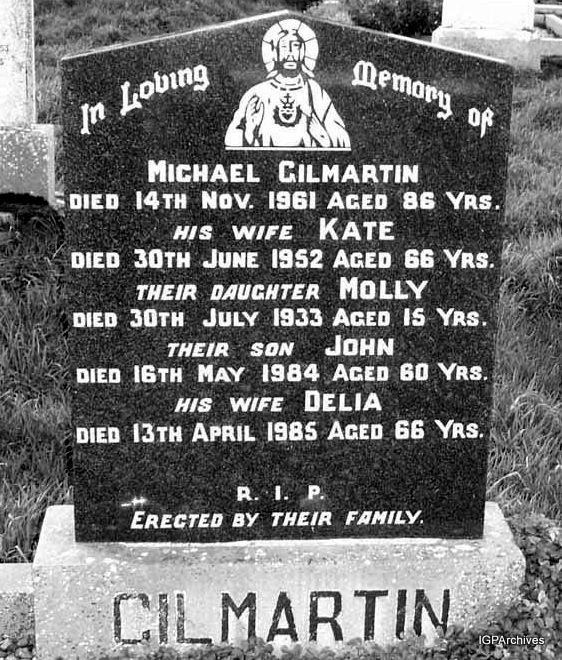 In Loving Memory of
MICHAEL GILMARTIN
DIED 14TH NOV. 1961 AGED 86 YRS.
HIS WIFE KATE
DIED 30TH JUNE 1952 AGED 66 YRS.
THEIR DAUGHTER MOLLY
DIED 30TH JULY 1933 AGED 15 YRS.
THEIR SON JOHN
DIED 16TH MAY 1984 AGED 60 YRS.
HIS WIFE DELIA
DIED 13TH APRIL 1985 AGED 66 YRS.
R. I. P.
ERECTED BY THEIR FAMILY.
GILMARTIN
IGPArchives